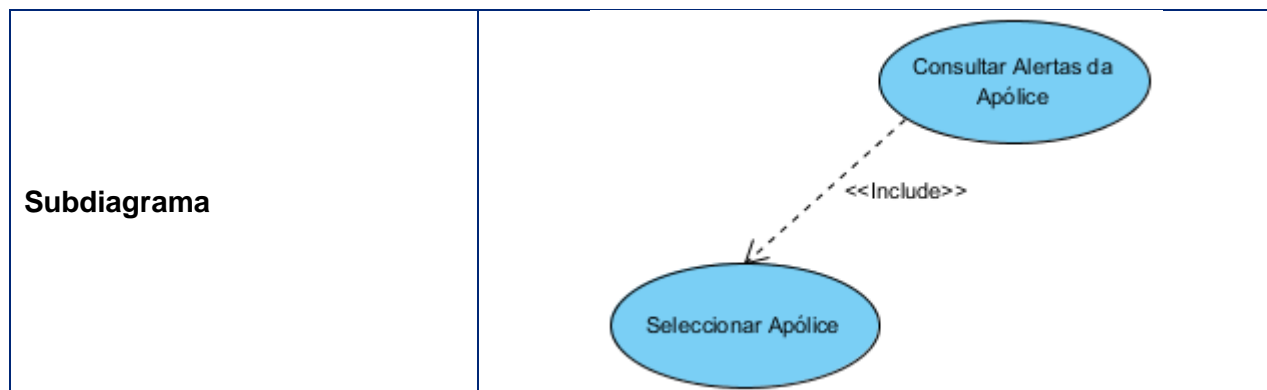 Subdiagrama
Consultar Alertas da
Apólice
<<Include>>
Seleccionar Apólice